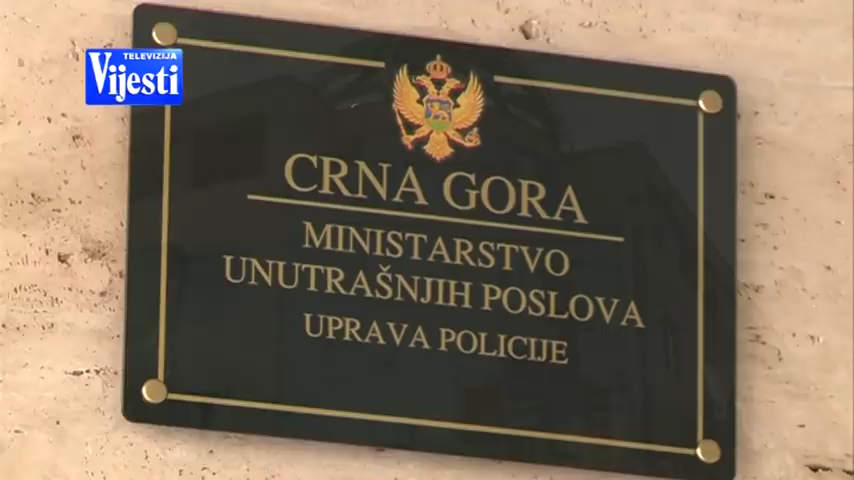 TELEVIZIJA
Vijesti
CRNA GORA
MINISTARSTVO
UNUTRAŠNJIH POSLOVA
UPRAVA POLICIJE